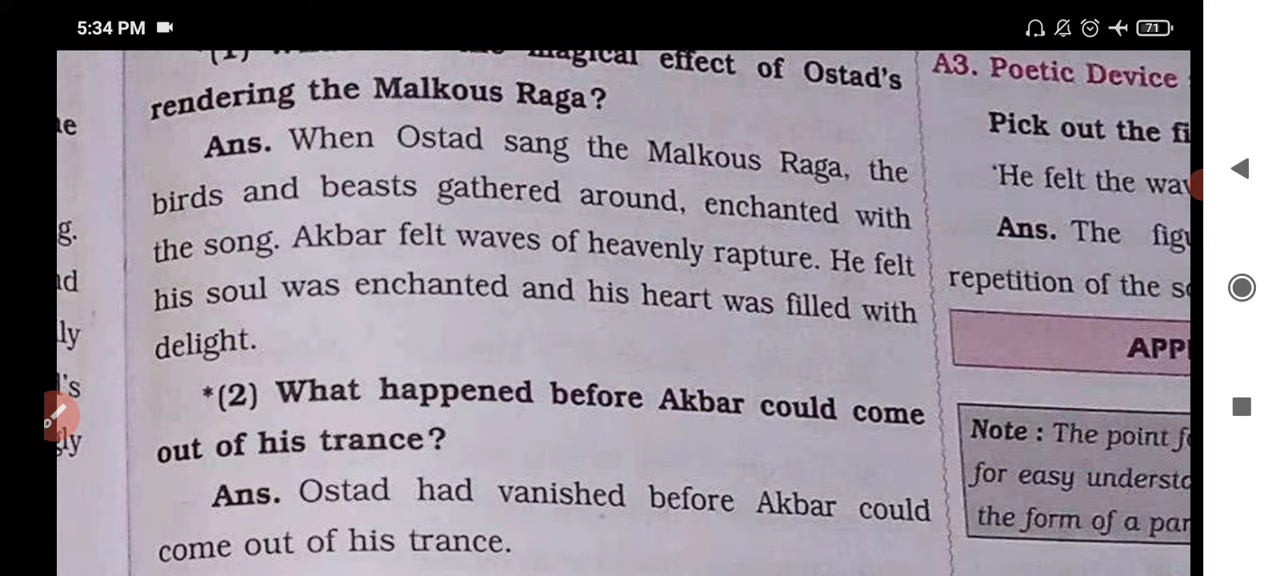 5:34 PM
71
magical effect of Ostad's
rendering the Malkous Raga?
Ans. When Ostad sang the Malkous Raga, the
birds and beasts gathered around, enchanted with
the song. Akbar felt waves of heavenly rapture. He felt
his soul was enchanted and his heart was filled with
delight.
*(2) What happened before Akbar could come
out of his trance?
Ans. Ostad had vanished before Akbar could
come out of his trance.
g.
ly
A3. Poetic Device
Pick out the
'He felt the
Ans. The
repetition of the
Note : The point
for easy
the form of a